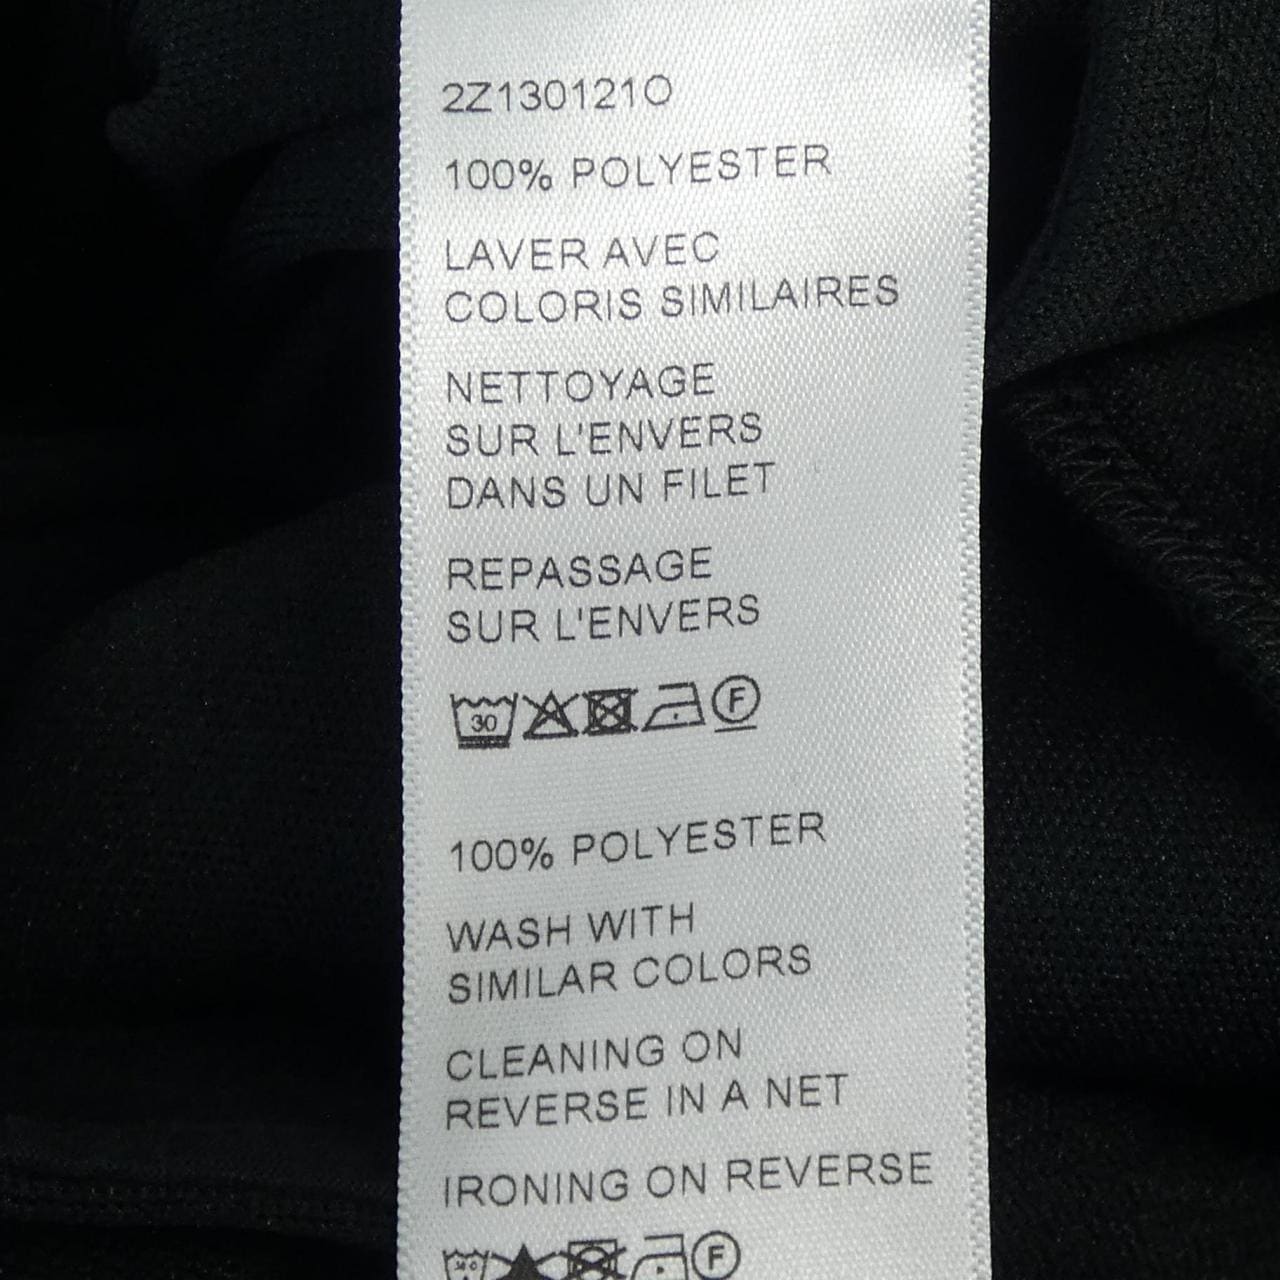 2Z130121O
100% POLYESTER
LAVER AVEC
COLORIS SIMILAIRES
NETTOYAGE
SUR L'ENVERS
DANS UN FILET
REPASSAGE
SUR L'ENVERS
30 F
100% POLYESTER
WASH WITH
SIMILAR COLORS
CLEANING ON
REVERSE IN A NET
IRONING ON REVERSE
F